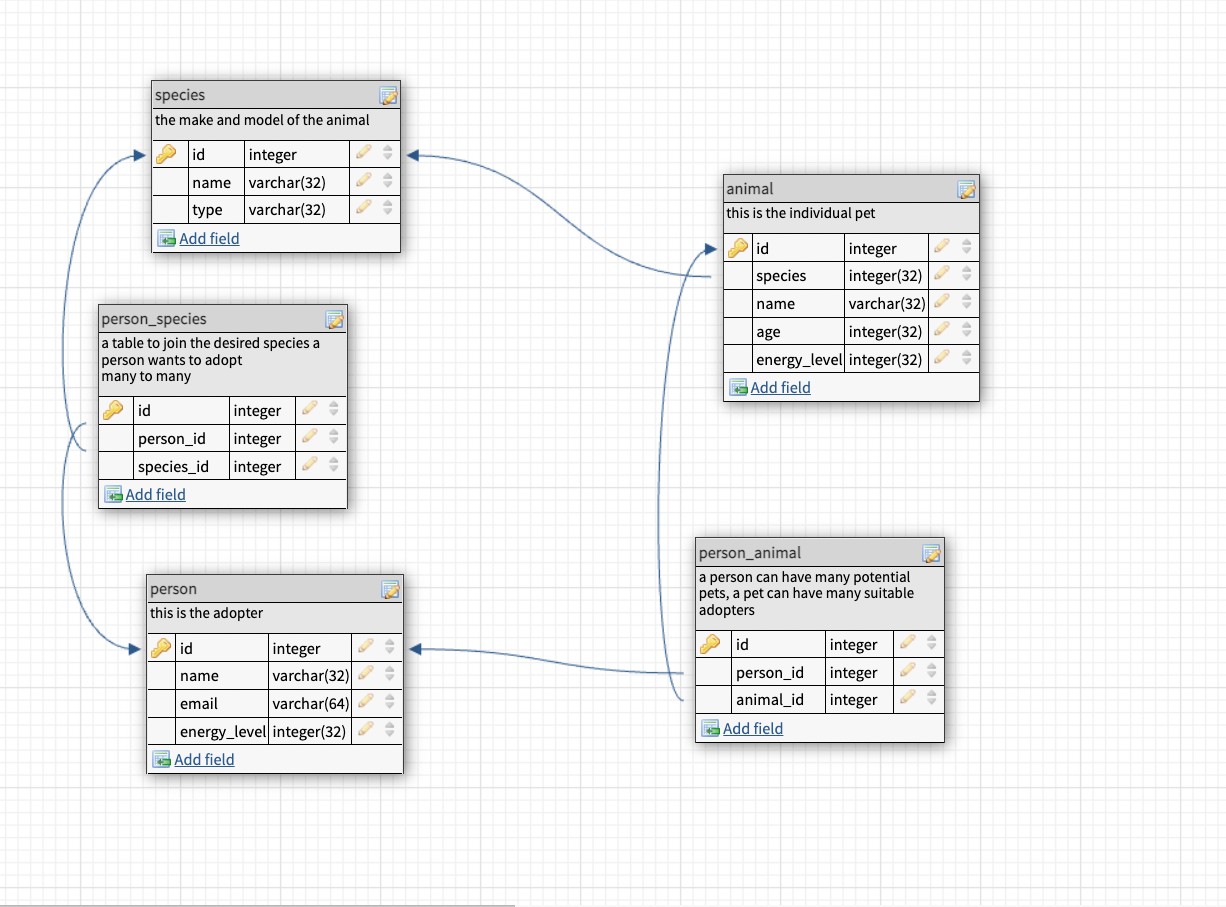 species
the make and model of the animal
id integer
name varchar(32)
type varchar(32)
Add field
animal
this is the individual pet
id integer
species integer(32)
name varchar(32)
age integer(32)
energy_level integer(32)
Add field
person_species
a table to join the desired species a
person wants to adopt
many to many
id integer
person_id integer
species_id integer
Add field
person_animal
a person can have many potential
pets, a pet can have many suitable
adopters
id integer
person_id integer
animal_id integer
Add field
person
this is the adopter
id integer
name varchar(32)
email varchar(64)
energy_level integer(32)
Add field